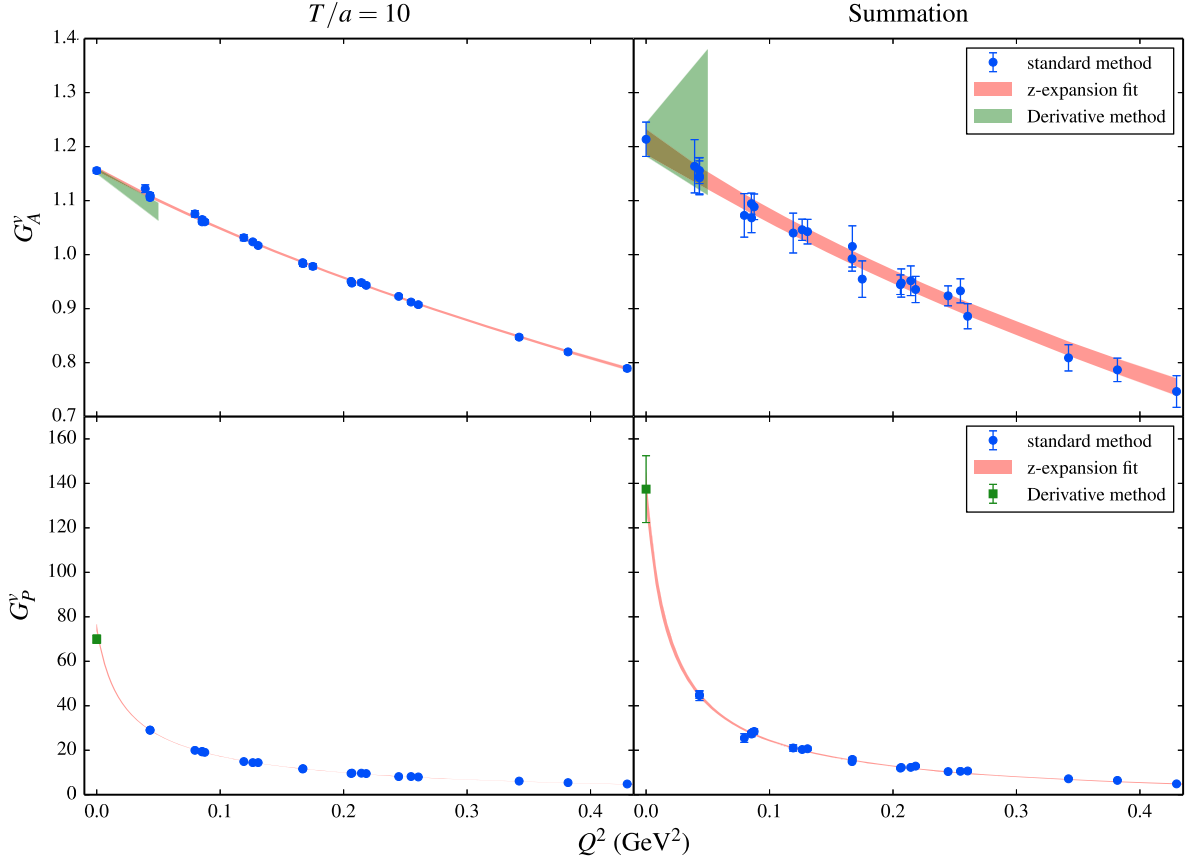 T/a = 10
Summation
1.4
1.3
1.2
1.1
1.0
0.9
0.8
0.7
G_A^v
standard method
z-expansion fit
Derivative method
160
140
120
100
80
60
40
20
0
G_P^v
standard method
z-expansion fit
Derivative method
0.0 0.1 0.2 0.3 0.4 0.0 0.1 0.2 0.3 0.4
Q² (GeV²)